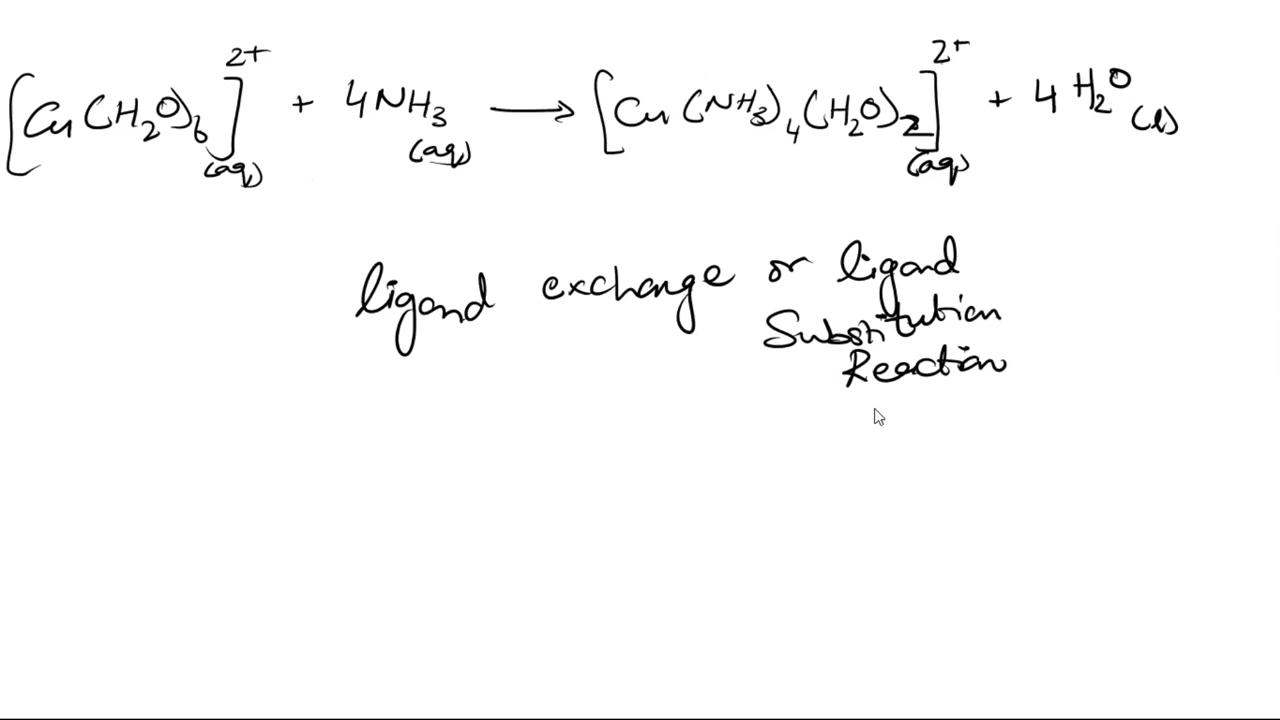 [Cu(H₂O)₆]²⁺(aq) + 4NH₃(aq) ⟶ [Cu(NH₃)₄(H₂O)₂]²⁺(aq) + 4H₂O(l)
ligand exchange or ligand
Substitution
Reaction